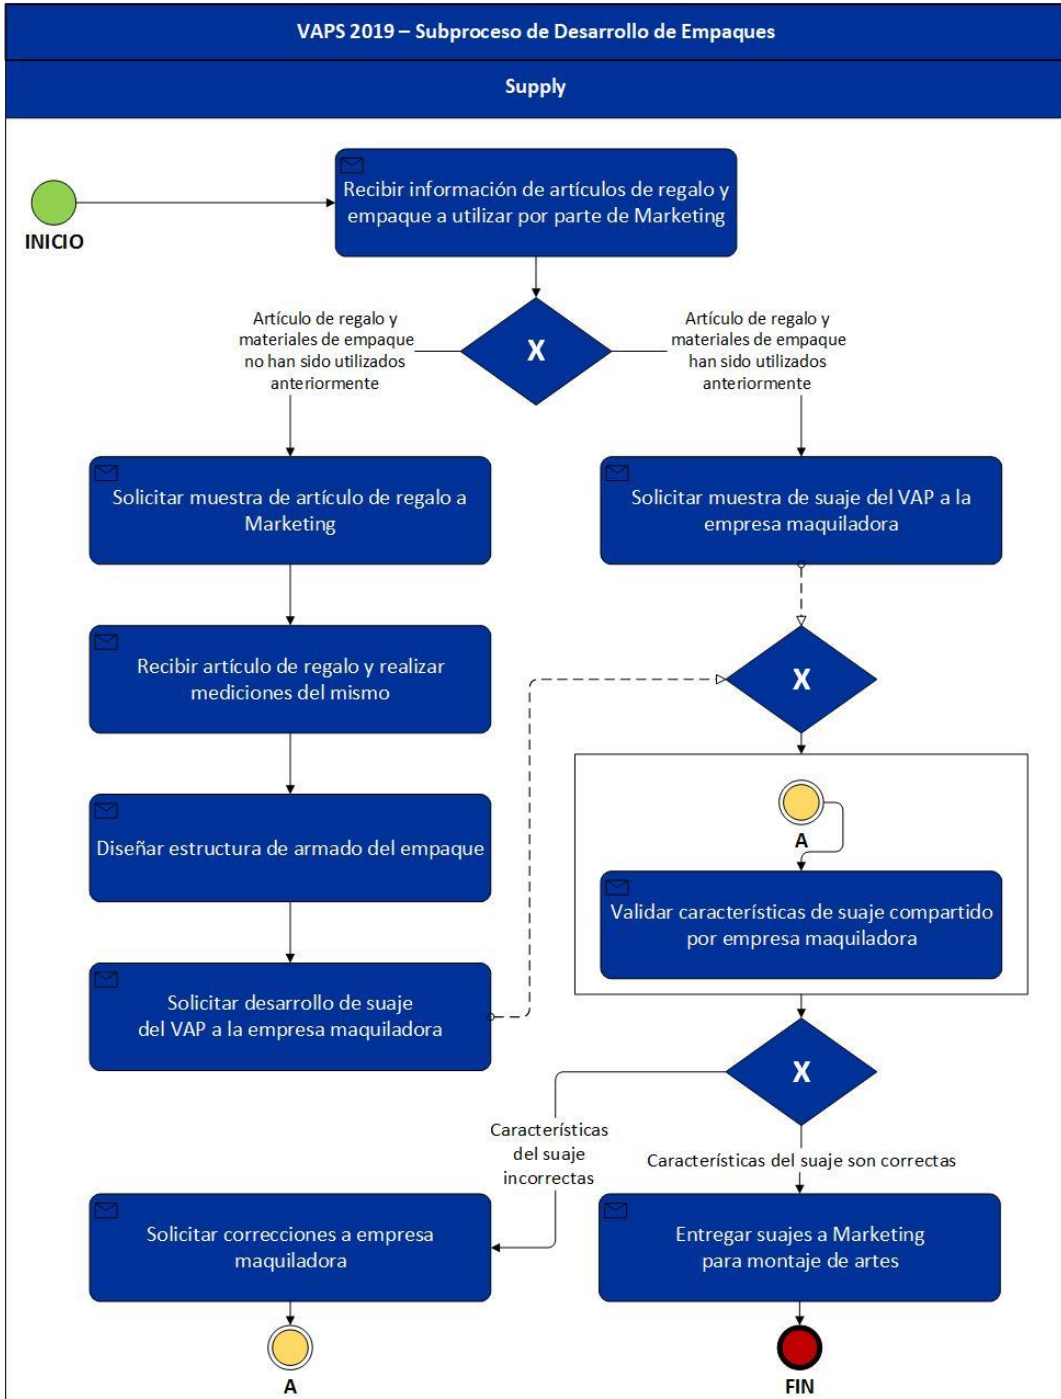 VAPS 2019 – Subproceso de Desarrollo de Empaques
Supply
INICIO
Recibir información de artículos de regalo y
empaque a utilizar por parte de Marketing
Artículo de regalo y
materiales de empaque
no han sido utilizados
anteriormente
X
Artículo de regalo y
materiales de empaque
han sido utilizados
anteriormente
Solicitar muestra de artículo de regalo a
Marketing
Solicitar muestra de suaje del VAP a la
empresa maquiladora
Recibir artículo de regalo y realizar
mediciones del mismo
X
Diseñar estructura de armado del empaque
A
Validar características de suaje compartido
por empresa maquiladora
Solicitar desarrollo de suaje
del VAP a la empresa maquiladora
X
Características
del suaje
incorrectas
Características del suaje son correctas
Solicitar correcciones a empresa
maquiladora
Entregar suajes a Marketing
para montaje de artes
A
FIN